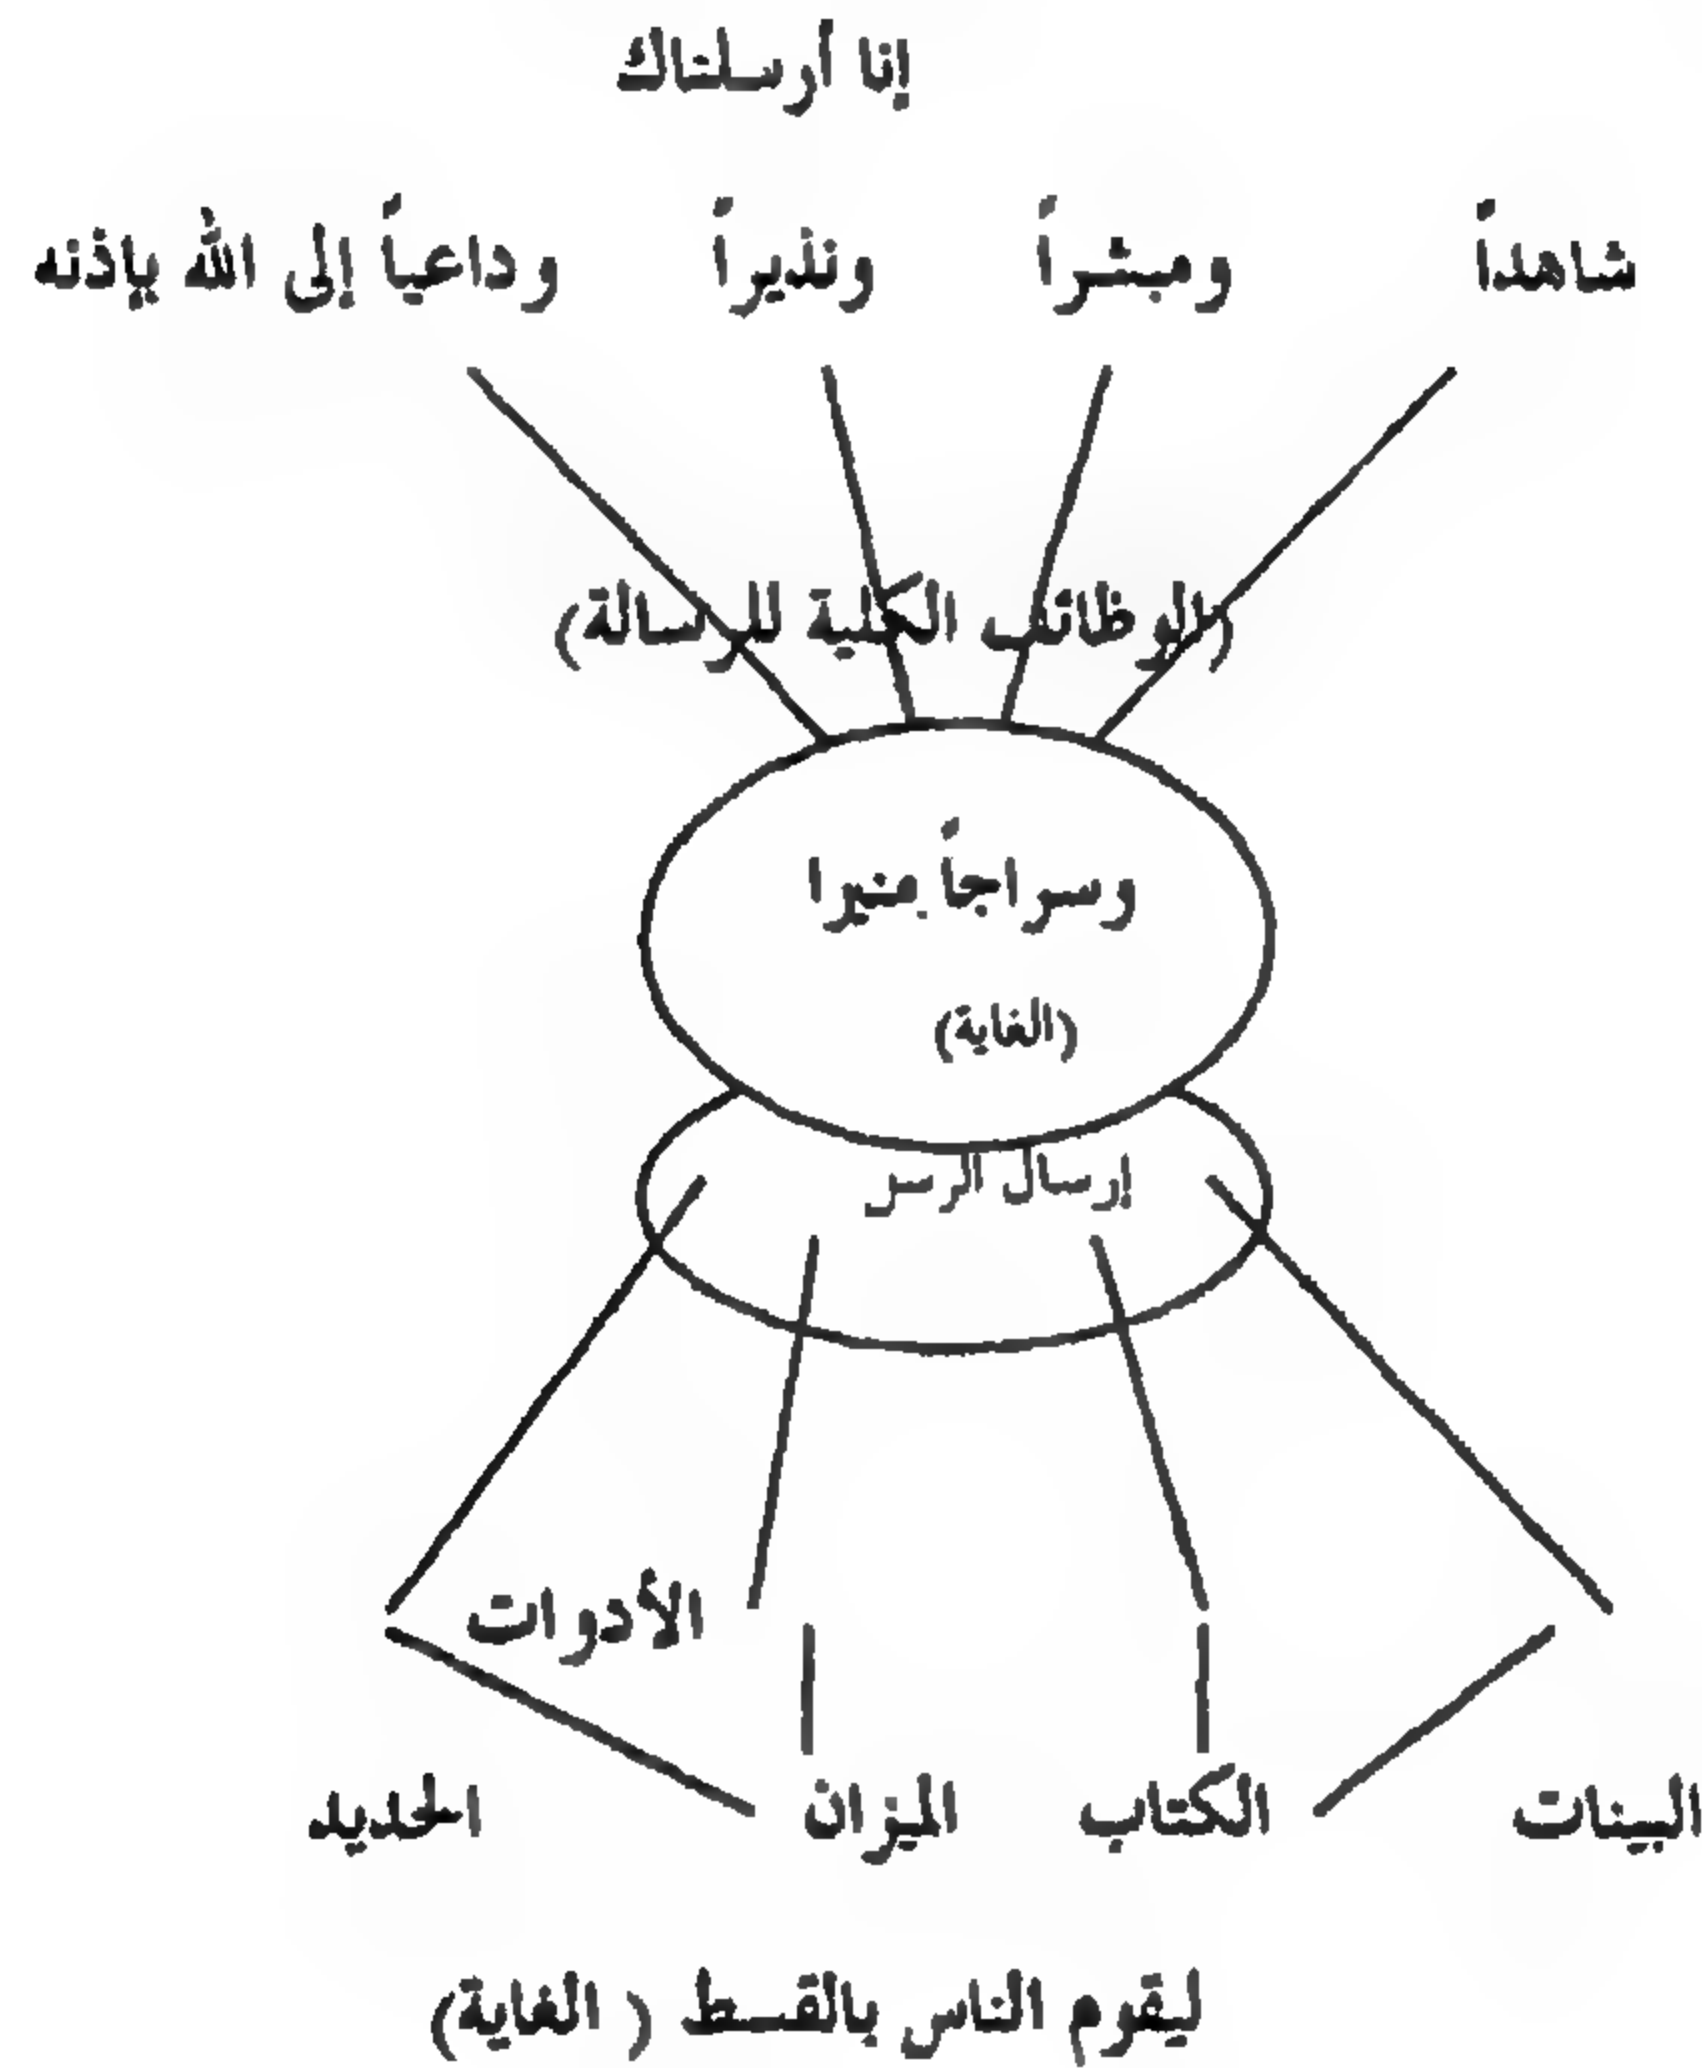 إنا أرسلناك
شاهداً ومبشراً ونذيراً وداعياً إلى الله بإذنه
(الوظائف الكلية للرسالة)
وسراجاً منيرا
(الغاية)
إرسال الرس
الأدوات
البينات الكتاب الميزان الحديد
ليقوم الناس بالقسط ( الغاية)